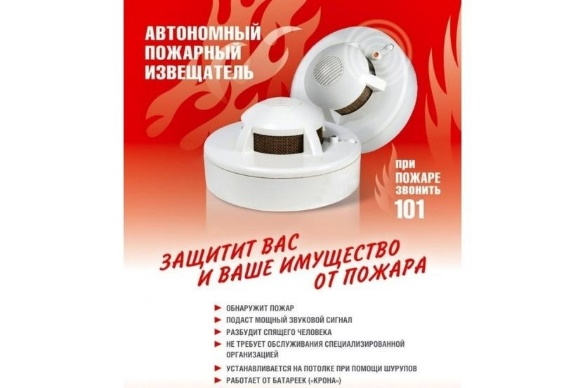 АВТОНОМНЫЙ
ПОЖАРНЫЙ
ИЗВЕЩАТЕЛЬ
при
ПОЖАРЕ
ЗВОНИТЬ
101
ЗАЩИТИТ ВАС
И ВАШЕ ИМУЩЕСТВО
ОТ ПОЖАРА
ОБНАРУЖИТ ПОЖАР
ПОДАСТ МОЩНЫЙ ЗВУКОВОЙ СИГНАЛ
РАЗБУДИТ СПЯЩЕГО ЧЕЛОВЕКА
НЕ ТРЕБУЕТ ОБСЛУЖИВАНИЯ СПЕЦИАЛИЗИРОВАННОЙ
ОРГАНИЗАЦИЕЙ
УСТАНАВЛИВАЕТСЯ НА ПОТОЛКЕ ПРИ ПОМОЩИ ШУРУПОВ
РАБОТАЕТ ОТ БАТАРЕЕК («КРОНА»)